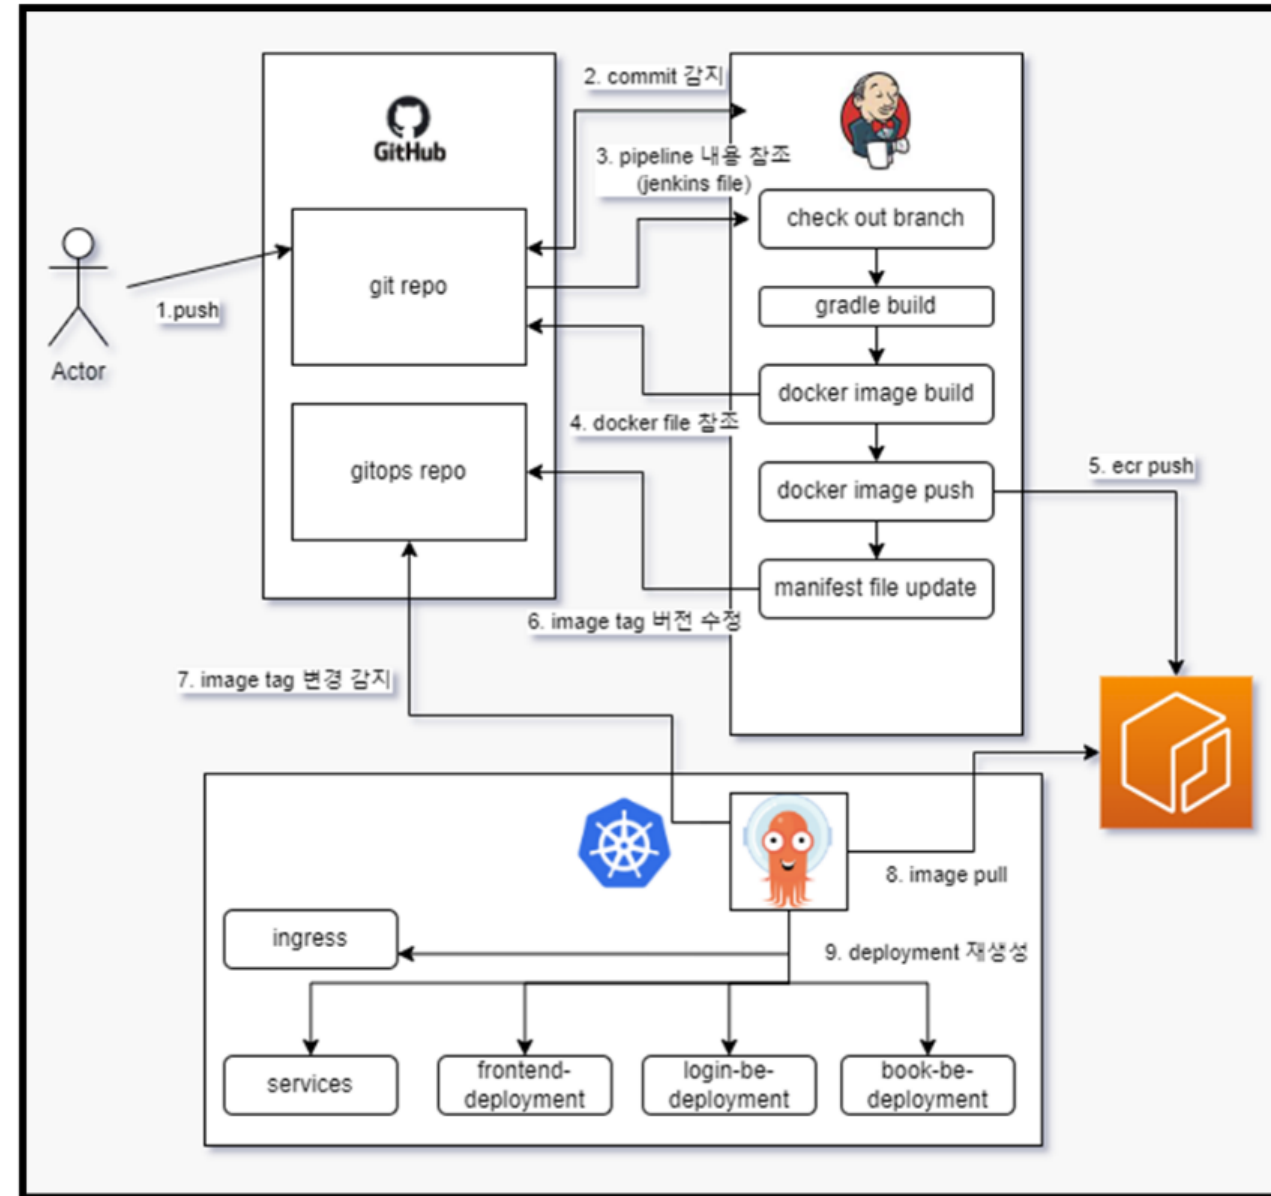 2. commit 감지
GitHub
3. pipeline 내용 참조
(jenkins file)
check out branch
git repo
gradle build
1.push
Actor
docker image build
4. docker file 참조
gitops repo
5. ecr push
docker image push
manifest file update
6. image tag 버전 수정
7. image tag 변경 감지
8. image pull
ingress
9. deployment 재생성
services
frontend-
deployment
login-be-
deployment
book-be-
deployment